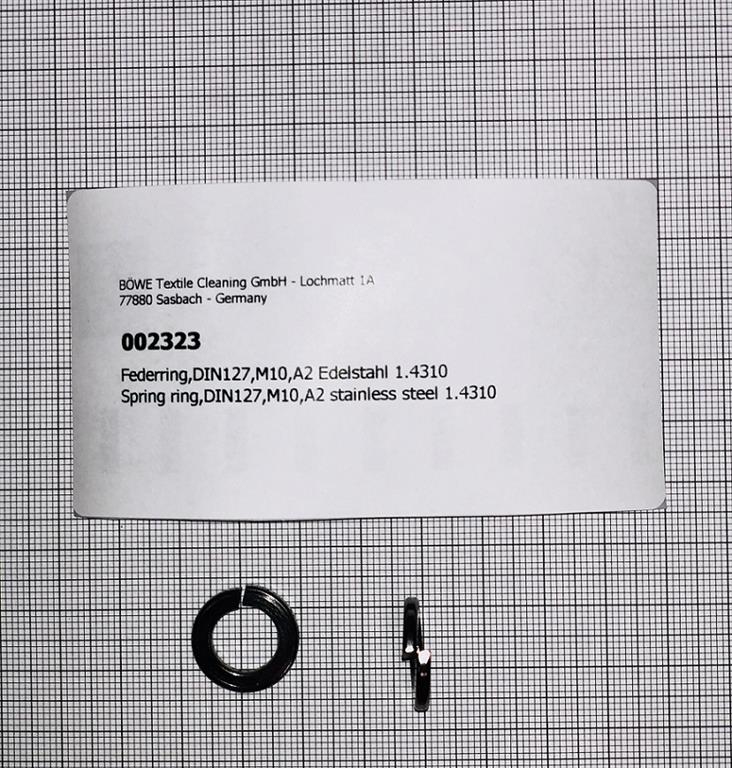 BÖWE Textile Cleaning GmbH - Lochmatt 1A
77880 Sasbach - Germany
002323
Federring,DIN127,M10,A2 Edelstahl 1.4310
Spring ring,DIN127,M10,A2 stainless steel 1.4310